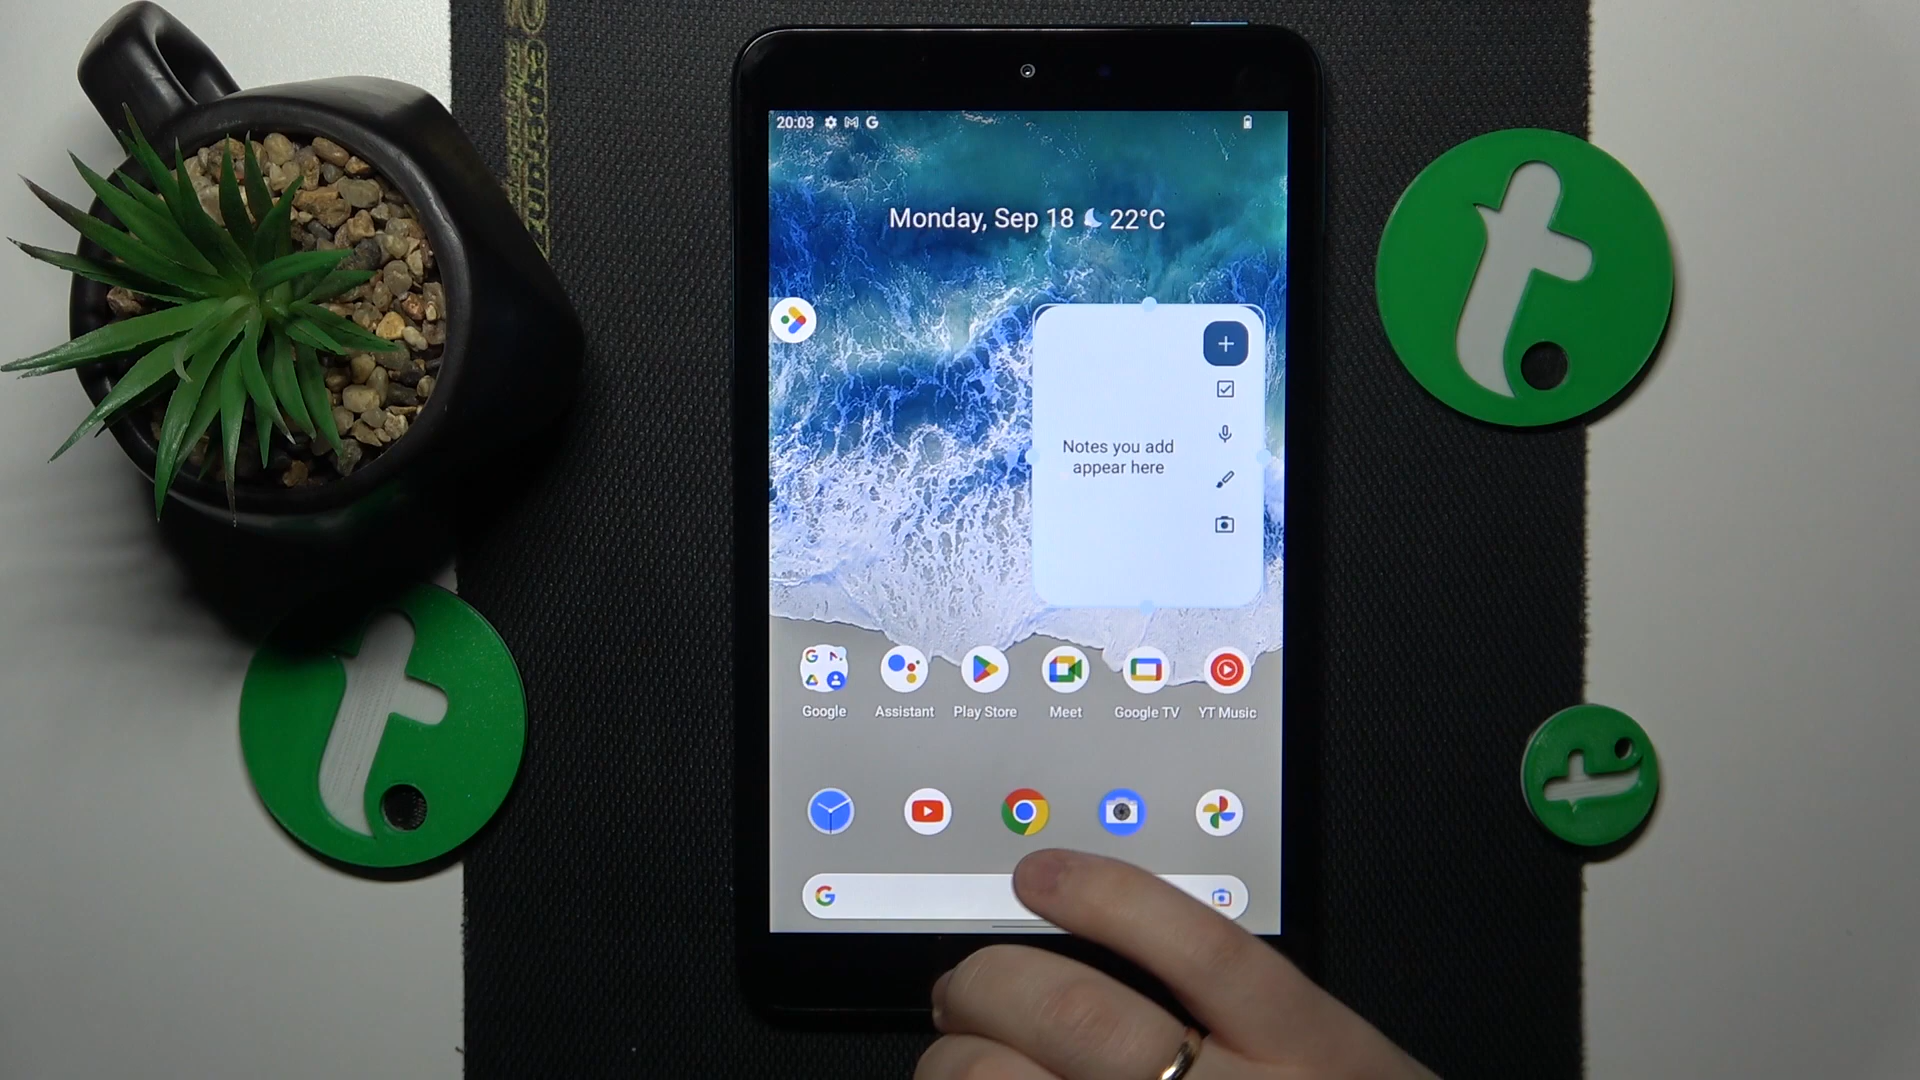 20:03
Monday, Sep 18 22°C
Notes you add
appear here
Google Assistant Play Store Meet Google TV YT Music